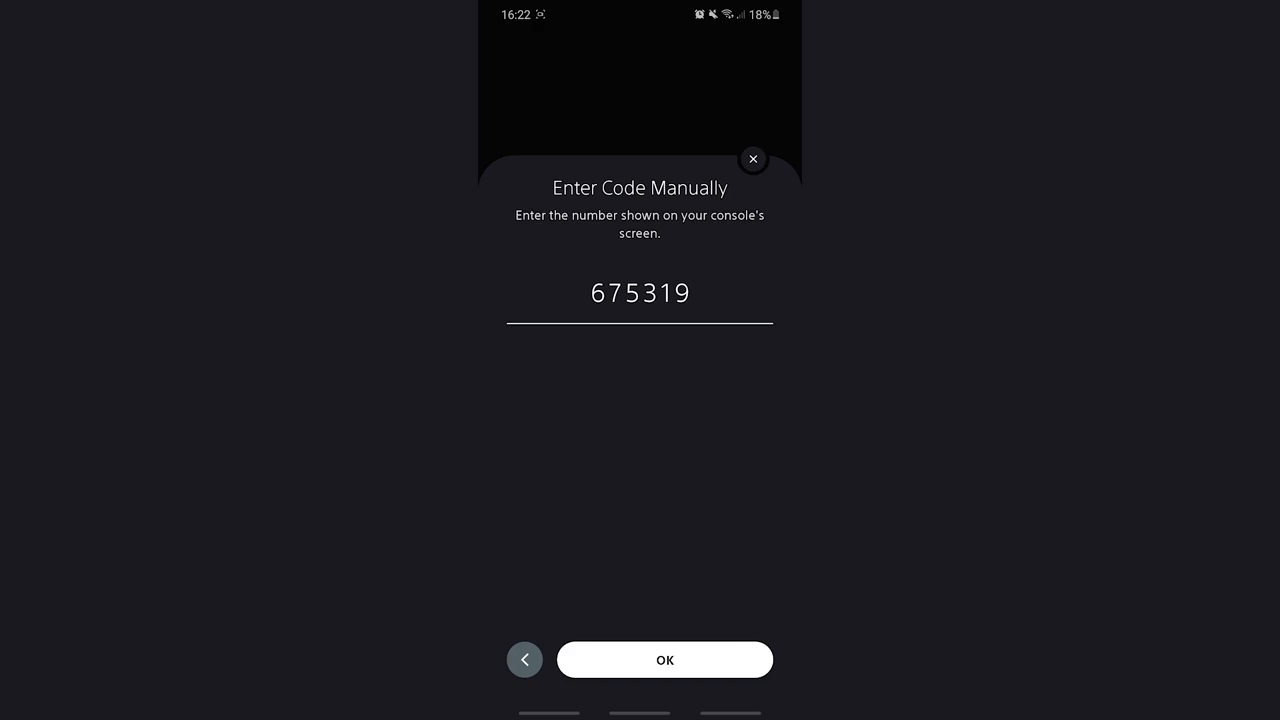 16:22
18%
Enter Code Manually
Enter the number shown on your console's
screen.
675319
OK